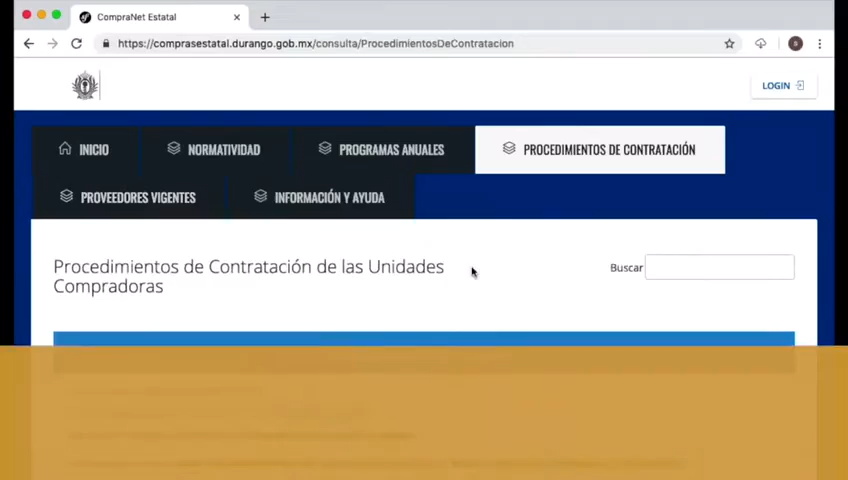 CompraNet Estatal
https://comprasestatal.durango.gob.mx/consulta/ProcedimientosDeContratacion
LOGIN
INICIO
NORMATIVIDAD
PROGRAMAS ANUALES
PROCEDIMIENTOS DE CONTRATACIÓN
PROVEEDORES VIGENTES
INFORMACIÓN Y AYUDA
Procedimientos de Contratación de las Unidades
Compradoras
Buscar